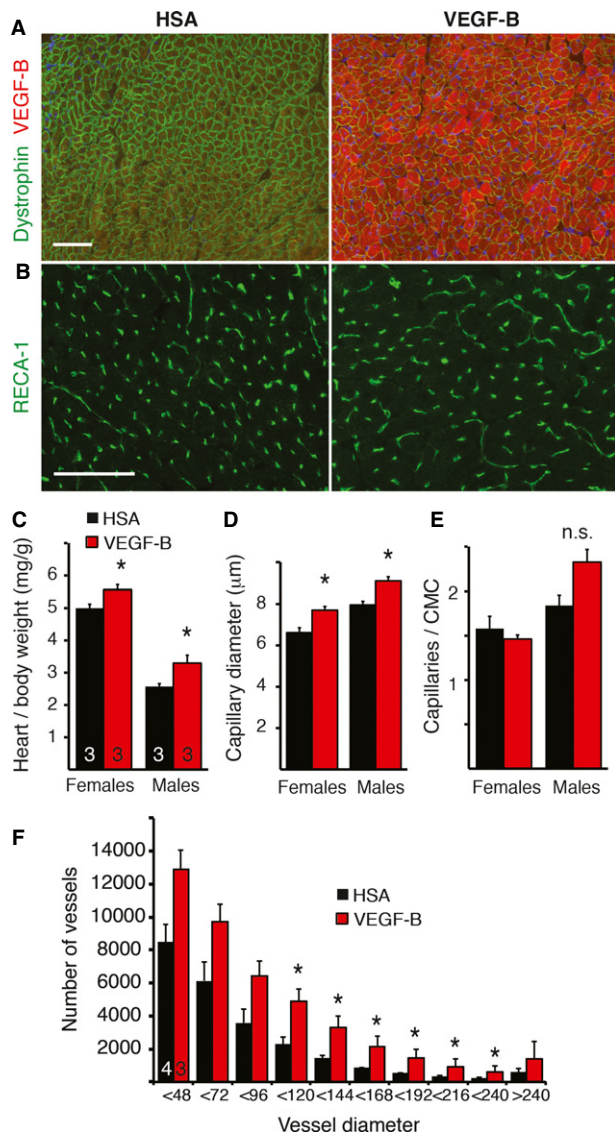 HSA VEGF-B
A
Dystrophin VEGF-B
B
RECA-1
C
HSA
VEGF-B
Heart / body weight (mg/g)
6
5
4
3
2
1
*
*
3 3 3 3
Females Males
D
Capillary diameter (μm)
8
6
4
2
*
*
Females Males
E
Capillaries / CMC
2
1
1
n.s.
Females Males
F
Number of vessels
14000
12000
10000
8000
6000
4000
2000
HSA
VEGF-B
* * * * * *
4 3
<48 <72 <96 <120 <144 <168 <192 <216 <240 >240
Vessel diameter